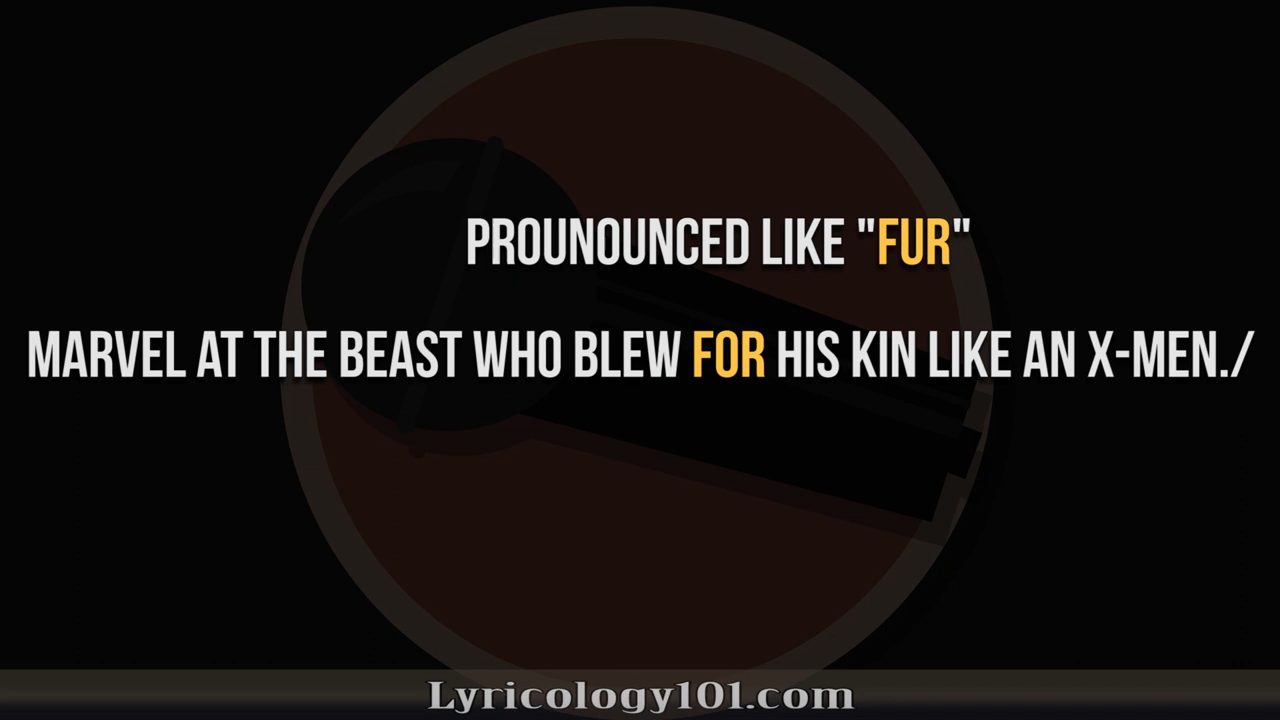 PROUNOUNCED LIKE "FUR"
MARVEL AT THE BEAST WHO BLEW FOR HIS KIN LIKE AN X-MEN./
Lyricology101.com